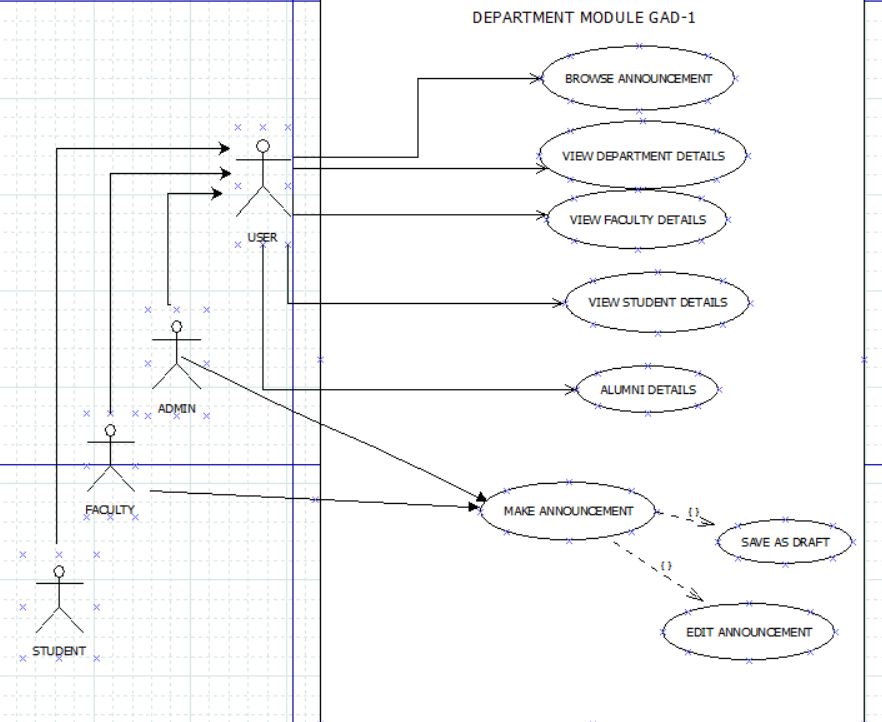 DEPARTMENT MODULE GAD-1
BROWSE ANNOUNCEMENT
VIEW DEPARTMENT DETAILS
VIEW FACULTY DETAILS
USER
VIEW STUDENT DETAILS
ALUMNI DETAILS
ADMIN
FACULTY
MAKE ANNOUNCEMENT
{}
SAVE AS DRAFT
{}
EDIT ANNOUNCEMENT
STUDENT